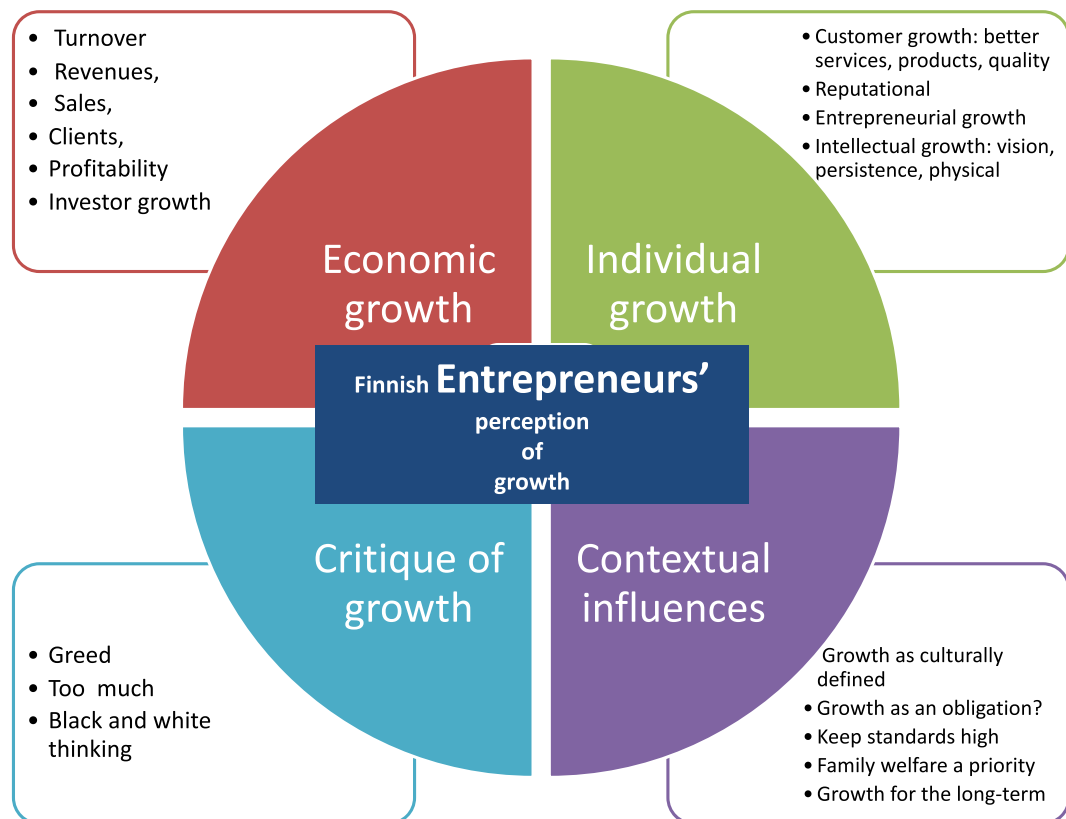 • Turnover
• Revenues,
• Sales,
• Clients,
• Profitability
• Investor growth
• Customer growth: better
services, products, quality
• Reputational
• Entrepreneurial growth
• Intellectual growth: vision,
persistence, physical
Economic
growth
Individual
growth
Finnish Entrepreneurs’
perception
of
growth
Critique of
growth
Contextual
influences
• Greed
• Too much
• Black and white
thinking
Growth as culturally
defined
• Growth as an obligation?
• Keep standards high
• Family welfare a priority
• Growth for the long-term